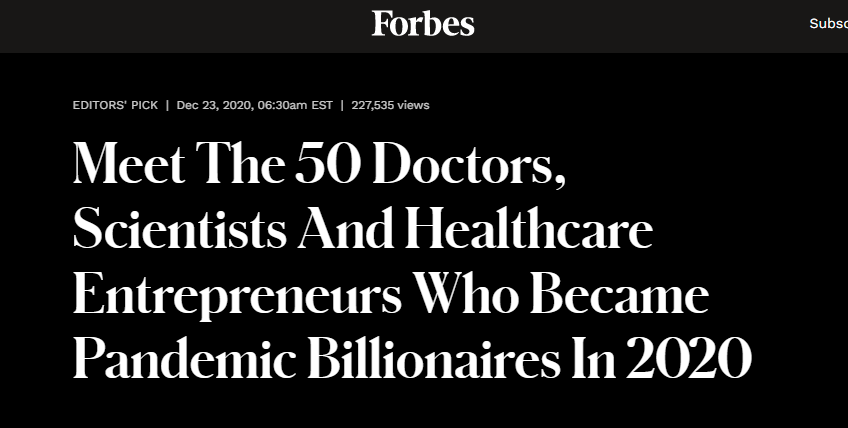 Forbes
Subsc
EDITORS' PICK | Dec 23, 2020, 06:30am EST | 227,535 views
Meet The 50 Doctors,
Scientists And Healthcare
Entrepreneurs Who Became
Pandemic Billionaires In 2020